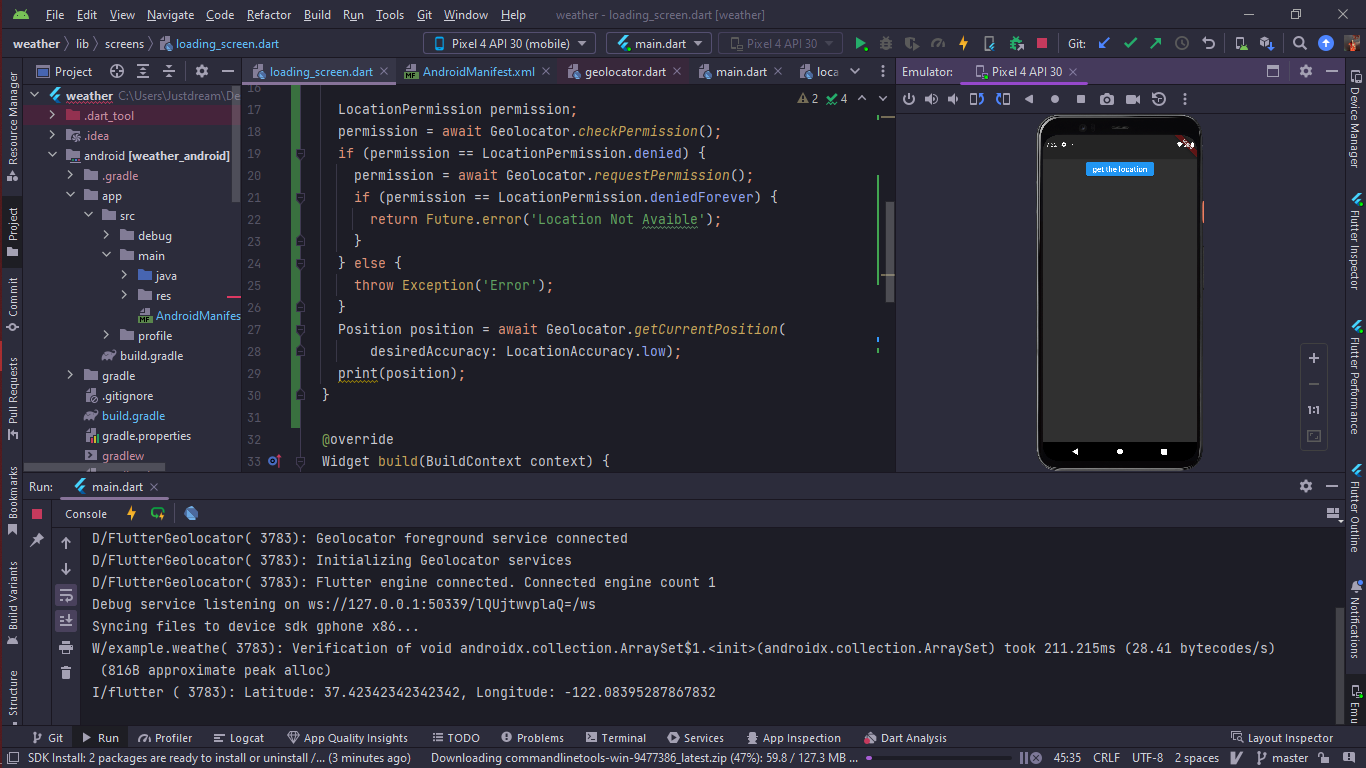 File Edit View Navigate Code Refactor Build Run Tools Git Window Help weather - loading_screen.dart [weather]
weather lib screens loading_screen.dart Pixel 4 API 30 (mobile) main.dart Pixel 4 API 30 Git:
Project loading_screen.dart AndroidManifest.xml geolocator.dart main.dart loca Emulator: Pixel 4 API 30
Resource Manager
Project
Commit
Pull Requests
Bookmarks
Build Variants
Structure
weather C:\Users\Justdream\De
.dart_tool
.idea
android [weather_android]
.gradle
app
src
debug
main
java
res
AndroidManifes
profile
build.gradle
gradle
.gitignore
build.gradle
gradle.properties
gradlew
2 4
16
17 LocationPermission permission;
18 permission = await Geolocator.checkPermission();
19 if (permission == LocationPermission.denied) {
20 permission = await Geolocator.requestPermission();
21 if (permission == LocationPermission.deniedForever) {
22 return Future.error('Location Not Avaible');
23 }
24 } else {
25 throw Exception('Error');
26 }
27 Position position = await Geolocator.getCurrentPosition(
28 desiredAccuracy: LocationAccuracy.low);
29 print(position);
30 }
31
32 @override
33 Widget build(BuildContext context) {
get the location
1:1
Device Manager
Flutter Inspector
Flutter Performance
Flutter Outline
Notifications
Emu
Run: main.dart
Console
D/FlutterGeolocator( 3783): Geolocator foreground service connected
D/FlutterGeolocator( 3783): Initializing Geolocator services
D/FlutterGeolocator( 3783): Flutter engine connected. Connected engine count 1
Debug service listening on ws://127.0.0.1:50339/lQUjtwvplaQ=/ws
Syncing files to device sdk gphone x86...
W/example.weathe( 3783): Verification of void androidx.collection.ArraySet$1.<init>(androidx.collection.ArraySet) took 211.215ms (28.41 bytecodes/s)
(816B approximate peak alloc)
I/flutter ( 3783): Latitude: 37.42342342342342, Longitude: -122.08395287867832
Git Run Profiler Logcat App Quality Insights TODO Problems Terminal Services App Inspection Dart Analysis Layout Inspector
SDK Install: 2 packages are ready to install or uninstall /... (3 minutes ago) Downloading commandlinetools-win-9477386_latest.zip (47%): 59.8 / 127.3 MB ... 45:35 CRLF UTF-8 2 spaces master